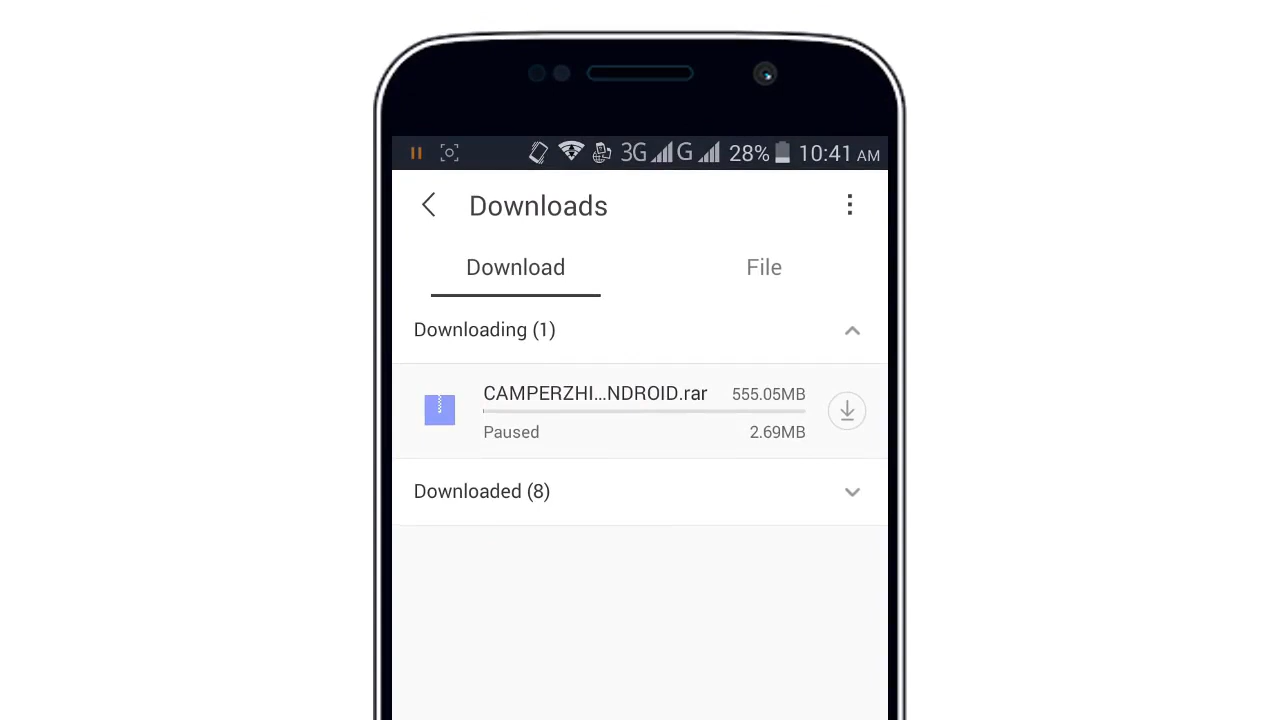 3G G 28% 10:41 AM
Downloads
Download File
Downloading (1)
CAMPERZHI...NDROID.rar 555.05MB
Paused 2.69MB
Downloaded (8)